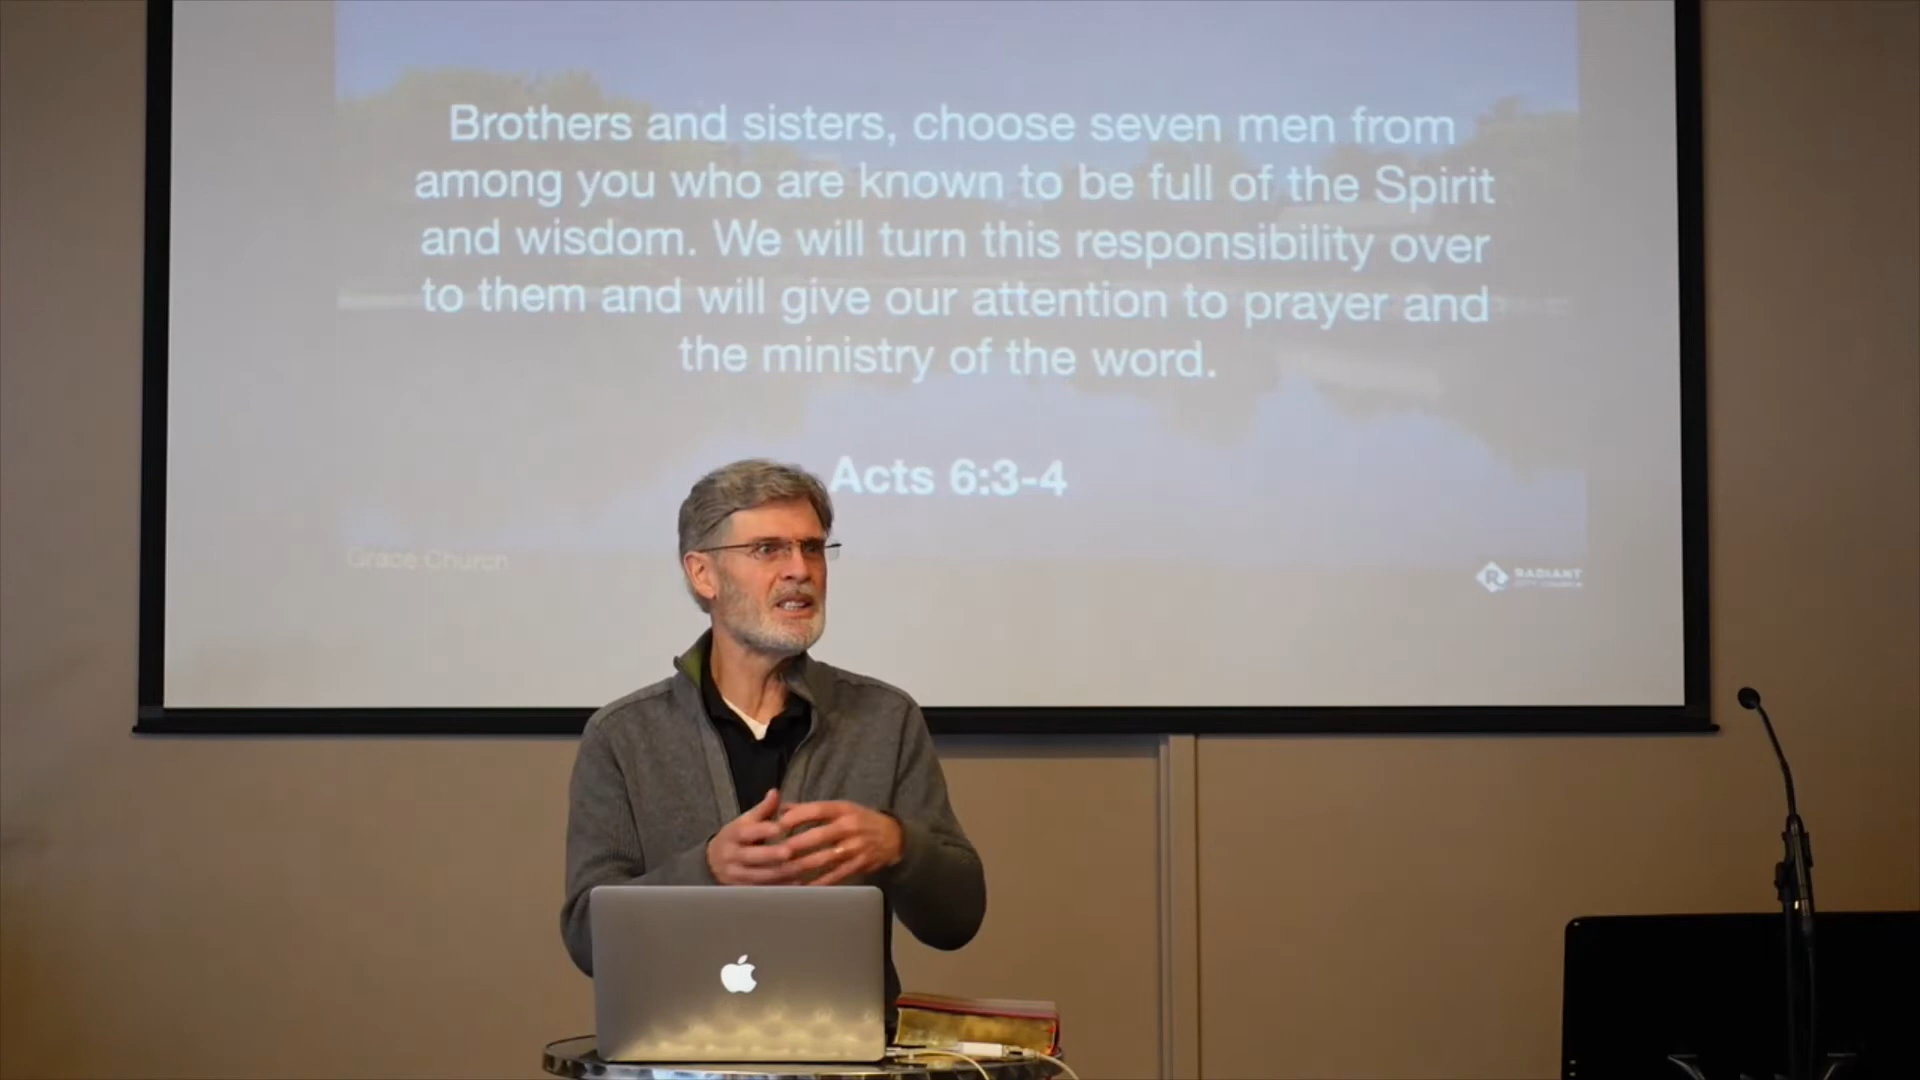 Brothers and sisters, choose seven men from
among you who are known to be full of the Spirit
and wisdom. We will turn this responsibility over
to them and will give our attention to prayer and
the ministry of the word.
Acts 6:3-4
Grace Church
RADIANT